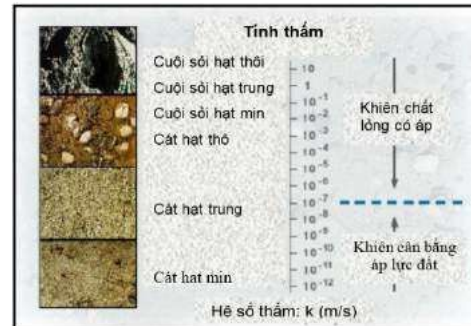 Tính thấm
Cuội sỏi hạt thôi
Cuội sỏi hạt trung
Cuội sỏi hạt min
Cát hạt thô
Cát hạt trung
Cát hat min
10
1
10⁻¹
10⁻²
10⁻³
10⁻⁴
10⁻⁵
10⁻⁶
10⁻⁷
10⁻⁸
10⁻⁹
10⁻¹⁰
10⁻¹¹
10⁻¹²
Khiên chất
lỏng có áp
Khiên cân bằng
áp lực đất
Hệ số thấm: k (m/s)